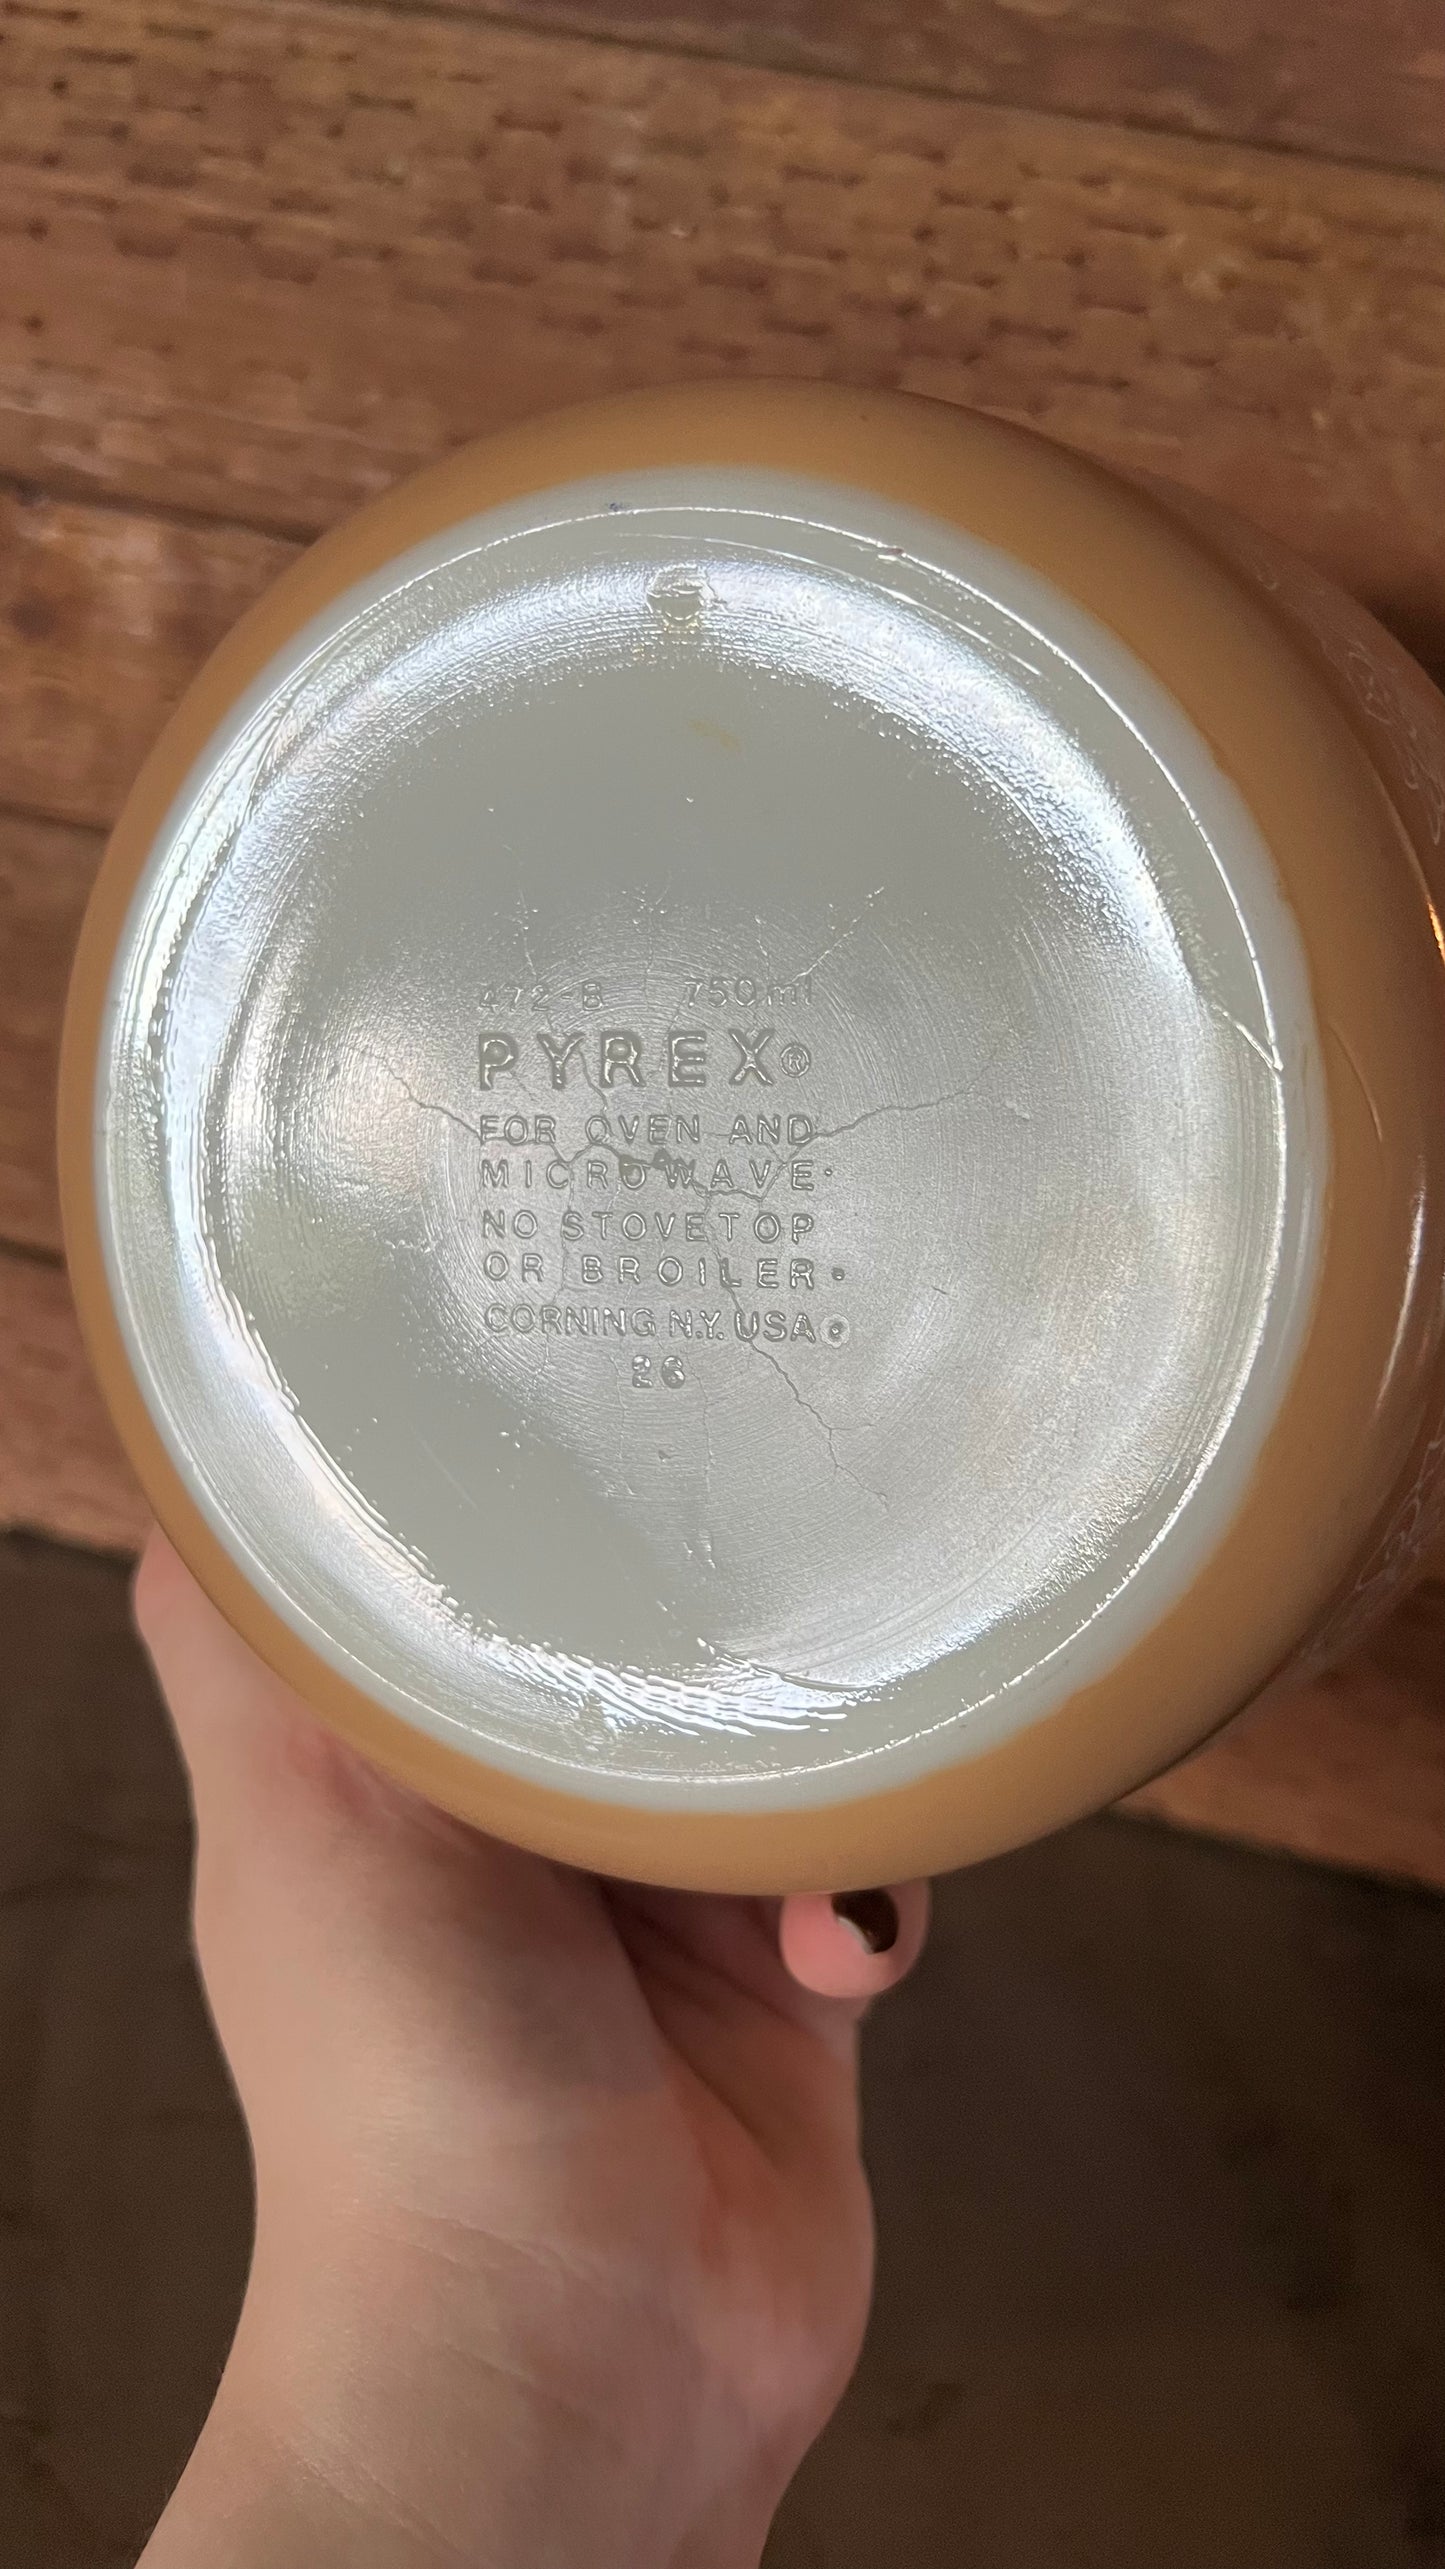 472-B 750ml
PYREX®
FOR OVEN AND
MICROWAVE·
NO STOVETOP
OR BROILER·
CORNING N.Y. USA
26